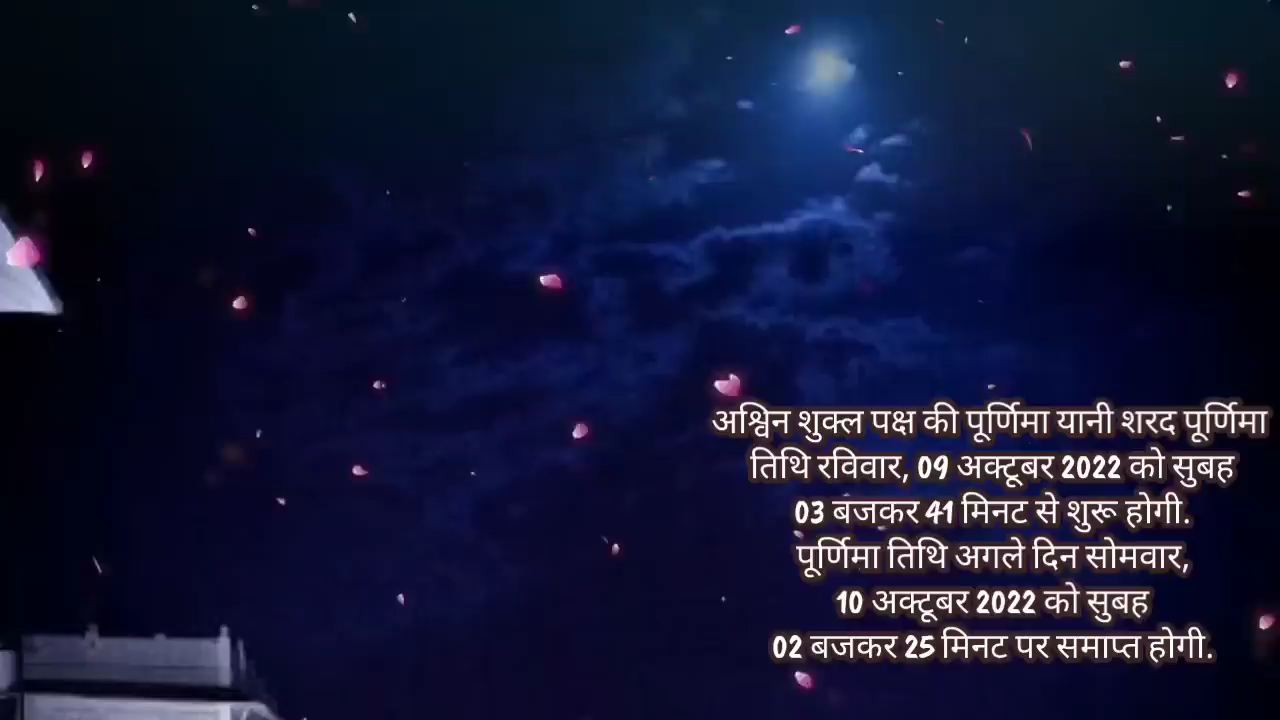 अश्विन शुक्ल पक्ष की पूर्णिमा यानी शरद पूर्णिमा
तिथि रविवार, 09 अक्टूबर 2022 को सुबह
03 बजकर 41 मिनट से शुरू होगी.
पूर्णिमा तिथि अगले दिन सोमवार,
10 अक्टूबर 2022 को सुबह
02 बजकर 25 मिनट पर समाप्त होगी.